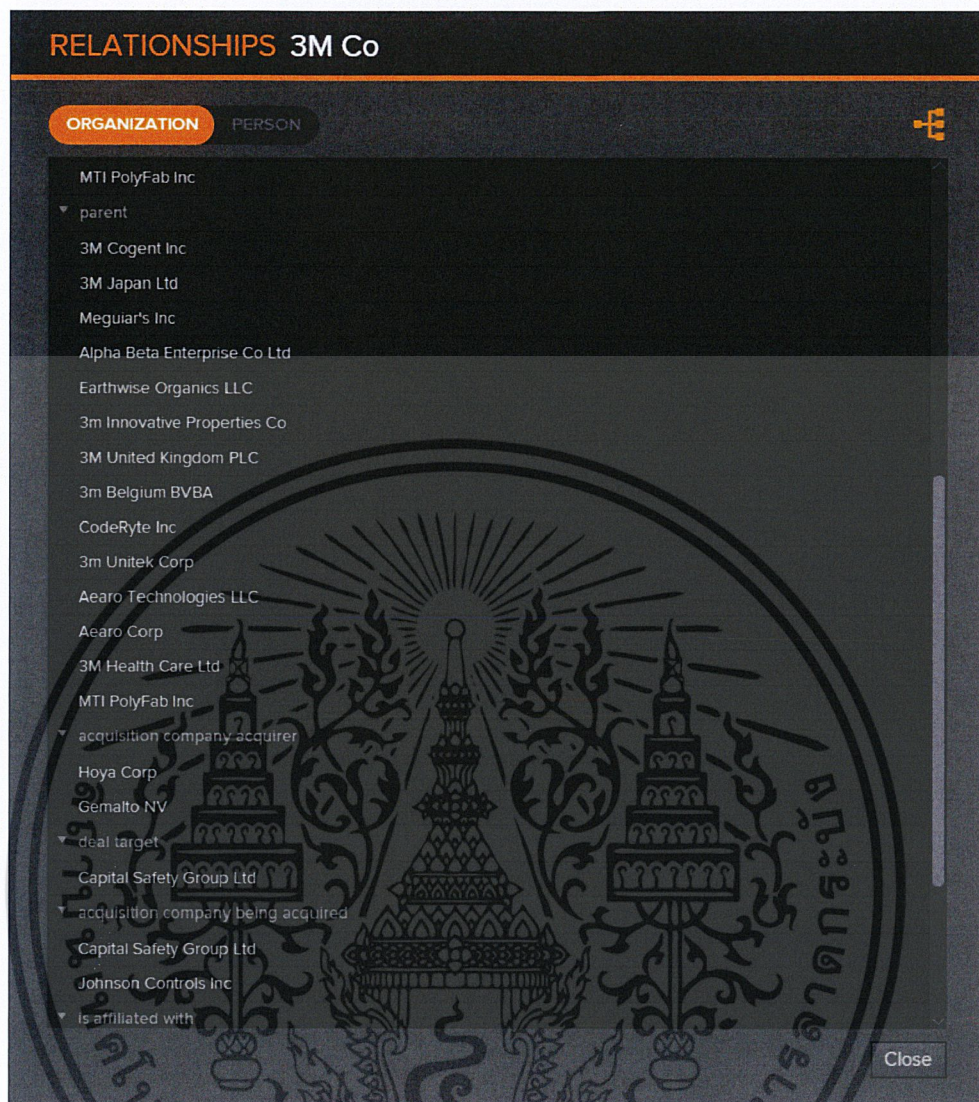 RELATIONSHIPS 3M Co
ORGANIZATION PERSON
MTI PolyFab Inc
parent
3M Cogent Inc
3M Japan Ltd
Meguiar's Inc
Alpha Beta Enterprise Co Ltd
Earthwise Organics LLC
3m Innovative Properties Co
3M United Kingdom PLC
3m Belgium BVBA
CodeRyte Inc
3m Unitek Corp
Aearo Technologies LLC
Aearo Corp
3M Health Care Ltd
MTI PolyFab Inc
acquisition company acquirer
Hoya Corp
Gemalto NV
deal target
Capital Safety Group Ltd
acquisition company being acquired
Capital Safety Group Ltd
Johnson Controls Inc
is affiliated with
Close